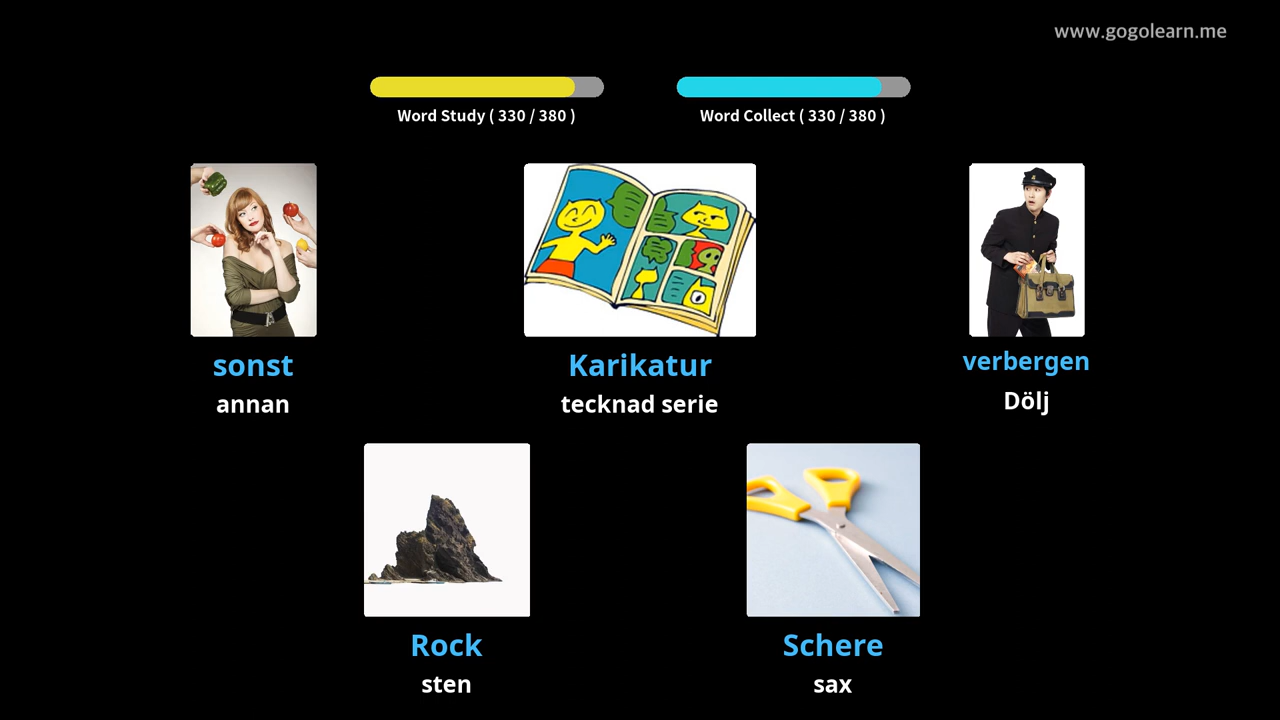 www.gogolearn.me
Word Study ( 330 / 380 )
Word Collect ( 330 / 380 )
sonst
annan
Karikatur
tecknad serie
verbergen
Dölj
Rock
sten
Schere
sax